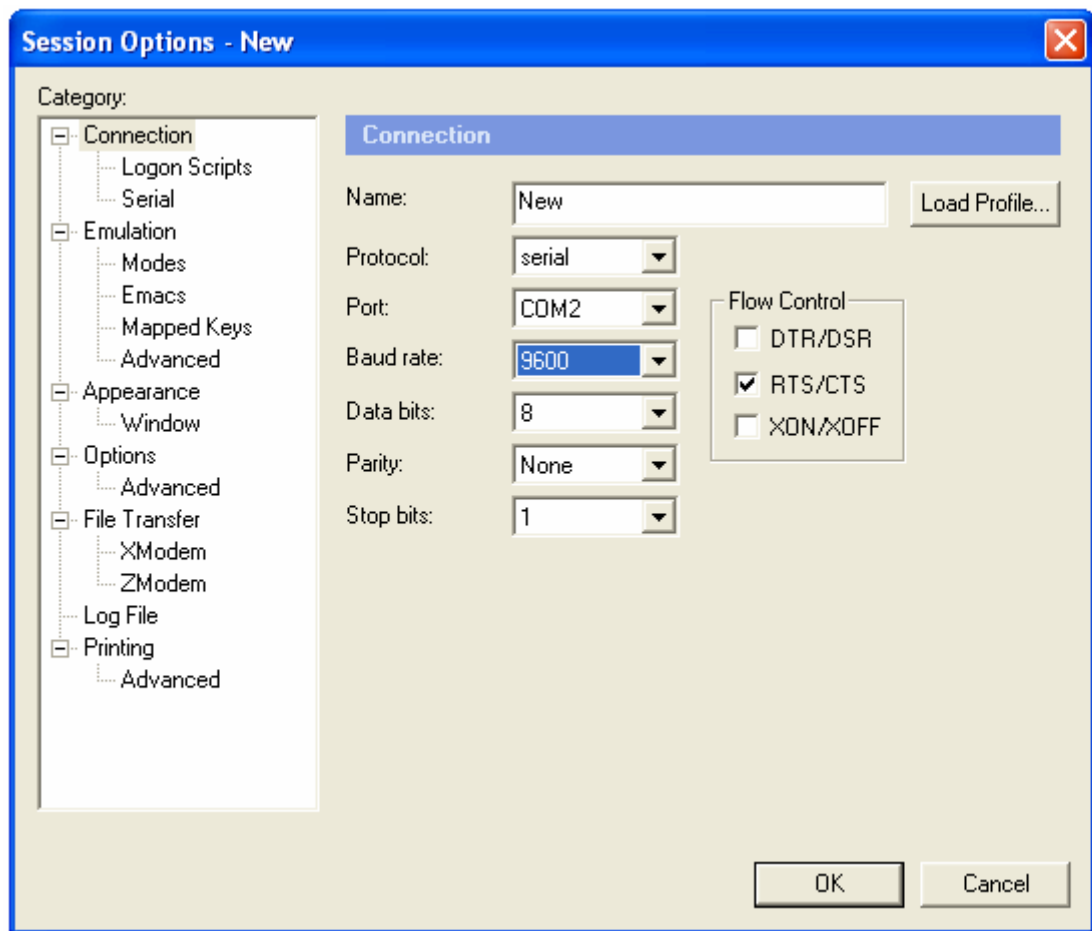 Session Options - New
Category:
Connection
Logon Scripts
Serial
Emulation
Modes
Emacs
Mapped Keys
Advanced
Appearance
Window
Options
Advanced
File Transfer
XModem
ZModem
Log File
Printing
Advanced
Connection
Name: New Load Profile...
Protocol: serial
Port: COM2
Baud rate: 9600
Data bits: 8
Parity: None
Stop bits: 1
Flow Control
DTR/DSR
RTS/CTS
XON/XOFF
OK Cancel